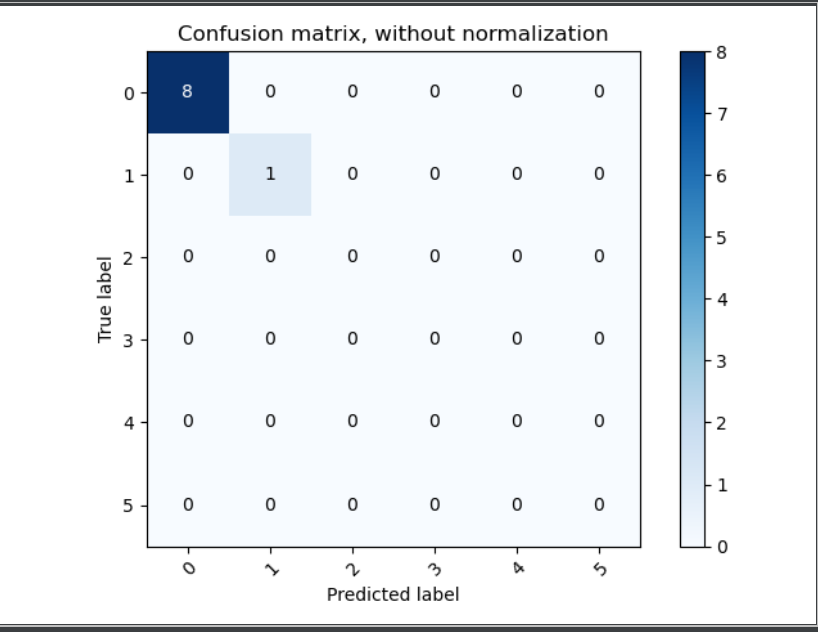 Confusion matrix, without normalization
0 8 0 0 0 0 0
1 0 1 0 0 0 0
2 0 0 0 0 0 0
3 0 0 0 0 0 0
4 0 0 0 0 0 0
5 0 0 0 0 0 0
True label
0 1 2 3 4 5
Predicted label
8
7
6
5
4
3
2
1
0